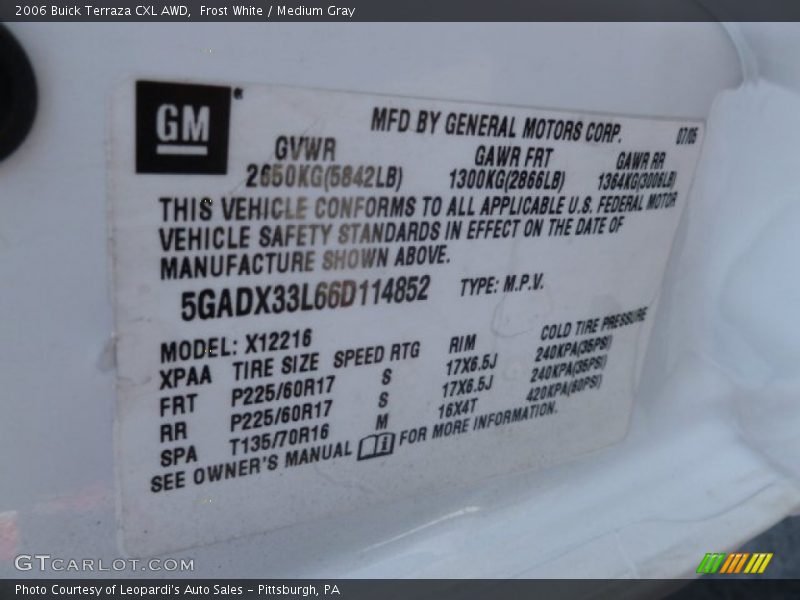 2006 Buick Terraza CXL AWD,  Frost White / Medium Gray
GM
MFD BY GENERAL MOTORS CORP. 07/05
GVWR GAWR FRT GAWR RR
2650KG(5842LB) 1300KG(2866LB) 1364KG(3006LB)
THIS VEHICLE CONFORMS TO ALL APPLICABLE U.S. FEDERAL MOTOR
VEHICLE SAFETY STANDARDS IN EFFECT ON THE DATE OF
MANUFACTURE SHOWN ABOVE.
5GADX33L66D114852 TYPE: M.P.V.
MODEL: X12216
XPAA TIRE SIZE SPEED RTG RIM COLD TIRE PRESSURE
FRT P225/60R17 S 17X6.5J 240KPA(35PSI)
RR P225/60R17 S 17X6.5J 240KPA(35PSI)
SPA T135/70R16 M 16X4T 420KPA(60PSI)
SEE OWNER'S MANUAL FOR MORE INFORMATION.
GTCARLOT.COM
Photo Courtesy of Leopardi's Auto Sales - Pittsburgh, PA